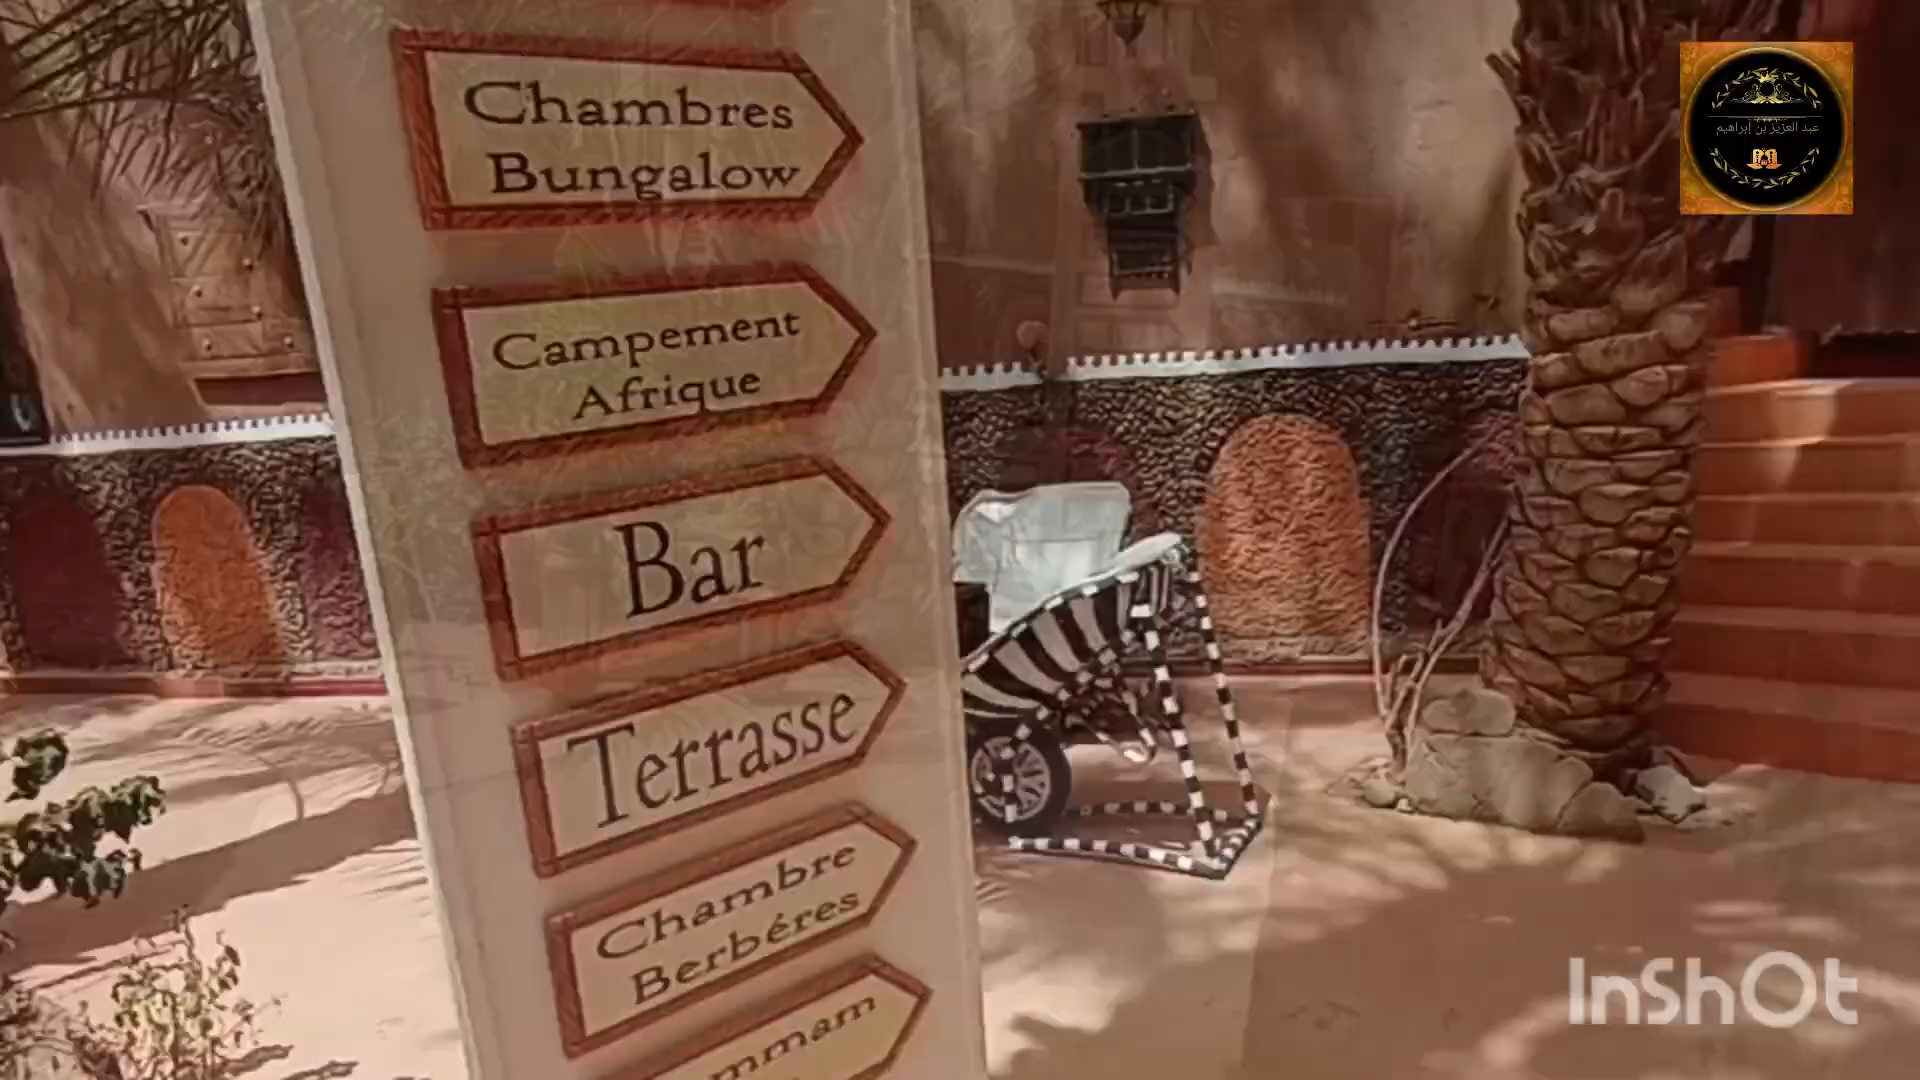 Chambres
Bungalow
Campement
Afrique
Bar
Terrasse
Chambre
Berbéres
عبد العزيز بن إبراهيم
InShOt